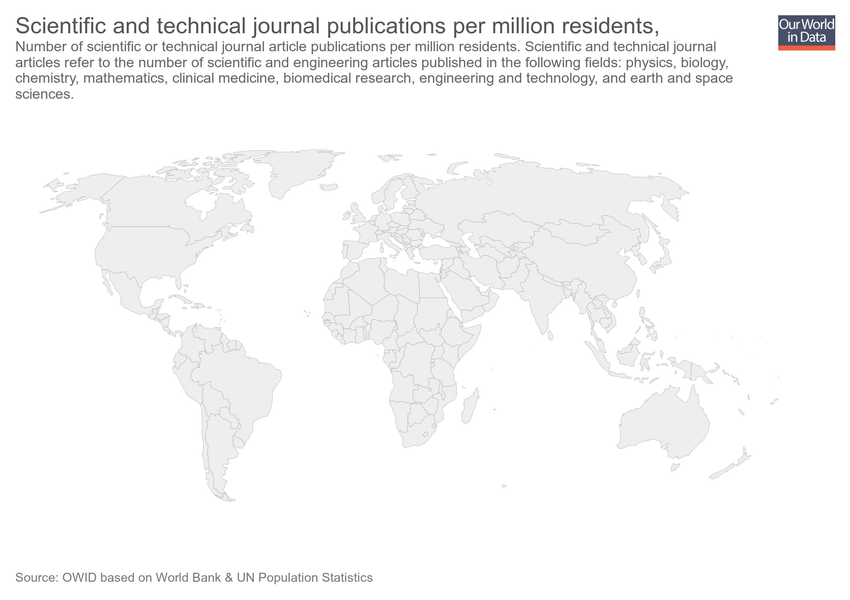 Scientific and technical journal publications per million residents,
Our World
in Data
Number of scientific or technical journal article publications per million residents. Scientific and technical journal
articles refer to the number of scientific and engineering articles published in the following fields: physics, biology,
chemistry, mathematics, clinical medicine, biomedical research, engineering and technology, and earth and space
sciences.
Source: OWID based on World Bank & UN Population Statistics